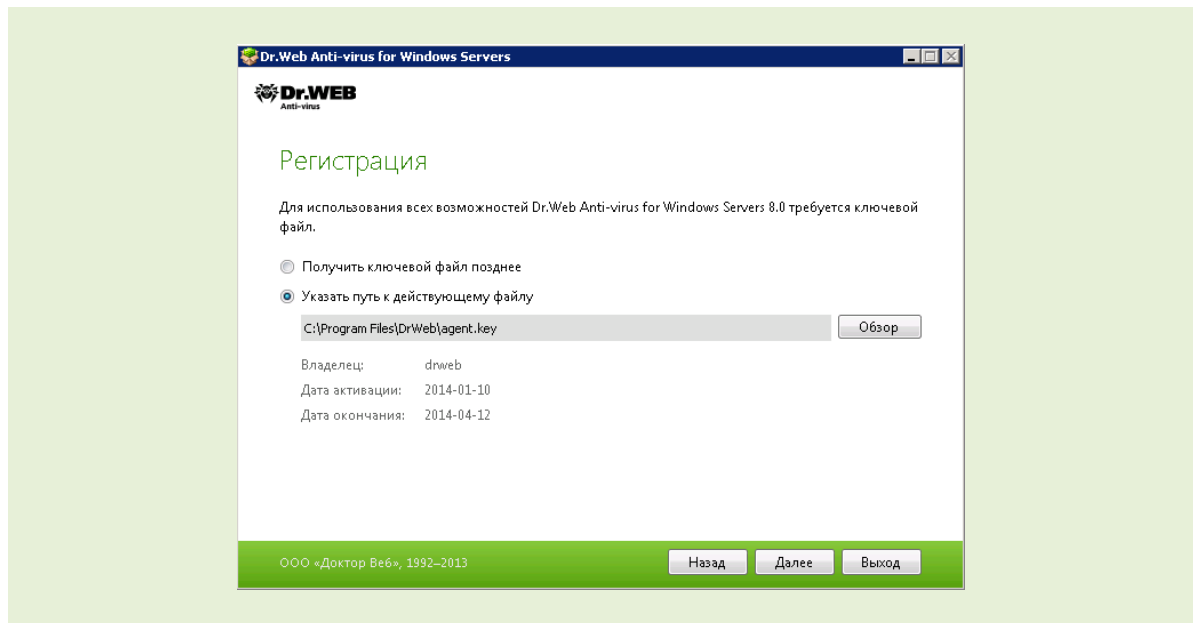 Dr.Web Anti-virus for Windows Servers
Dr.WEB
Anti-virus
Регистрация
Для использования всех возможностей Dr.Web Anti-virus for Windows Servers 8.0 требуется ключевой
файл.
Получить ключевой файл позднее
Указать путь к действующему файлу
C:\Program Files\DrWeb\agent.key
Обзор
Владелец: drweb
Дата активации: 2014-01-10
Дата окончания: 2014-04-12
ООО «Доктор Веб», 1992–2013
Назад
Далее
Выход